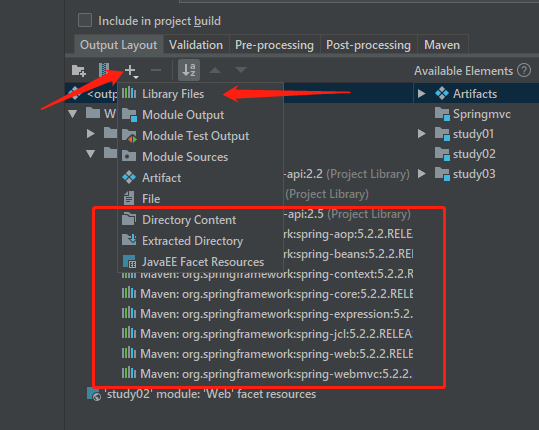 Include in project build
Output Layout Validation Pre-processing Post-processing Maven
Available Elements ?
<outp
Library Files
Artifacts
W
Module Output
Springmvc
Module Test Output
study01
Module Sources
study02
Artifact
-api:2.2 (Project Library)
study03
File
(Project Library)
Directory Content
-api:2.5 (Project Library)
Extracted Directory
ork:spring-aop:5.2.2.RELEA
JavaEE Facet Resources
ork:spring-beans:5.2.2.REL
Maven: org.springframework:spring-context:5.2.2.R
Maven: org.springframework:spring-core:5.2.2.RELE
Maven: org.springframework:spring-expression:5.2.
Maven: org.springframework:spring-jcl:5.2.2.RELEAS
Maven: org.springframework:spring-web:5.2.2.RELE
Maven: org.springframework:spring-webmvc:5.2.2.
'study02' module: 'Web' facet resources